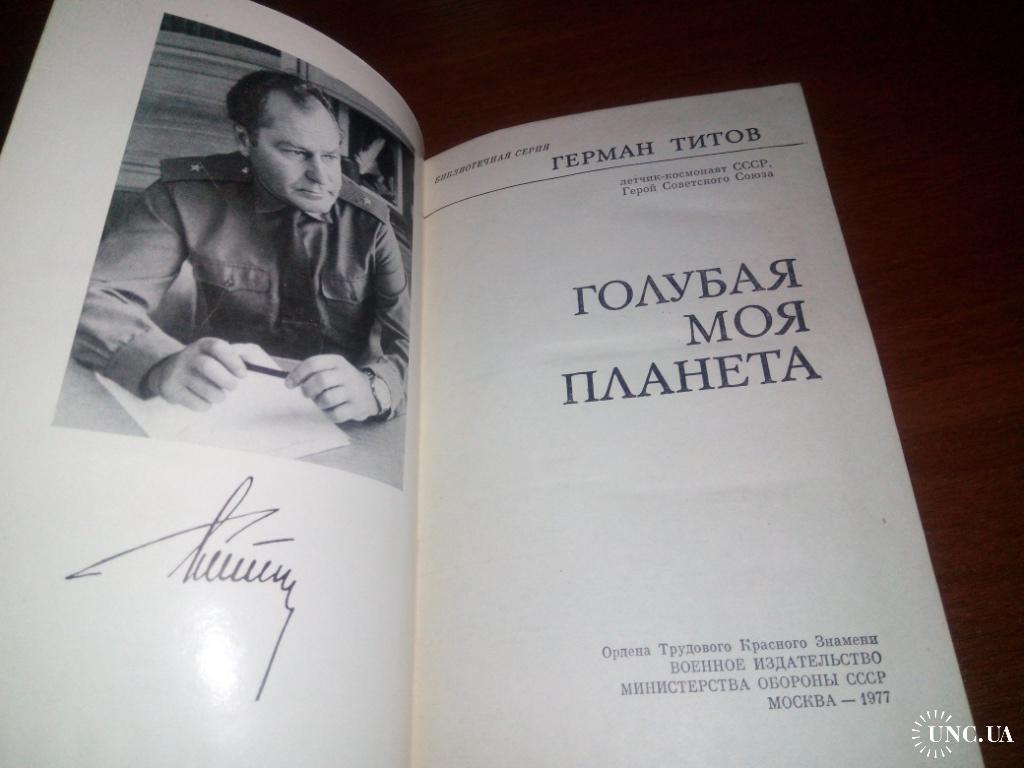 БИБЛИОТЕЧНАЯ СЕРИЯ
ГЕРМАН ТИТОВ
летчик-космонавт СССР,
Герой Советского Союза
ГОЛУБАЯ
МОЯ
ПЛАНЕТА
Ордена Трудового Красного Знамени
ВОЕННОЕ ИЗДАТЕЛЬСТВО
МИНИСТЕРСТВА ОБОРОНЫ СССР
МОСКВА — 1977
UNC.UA